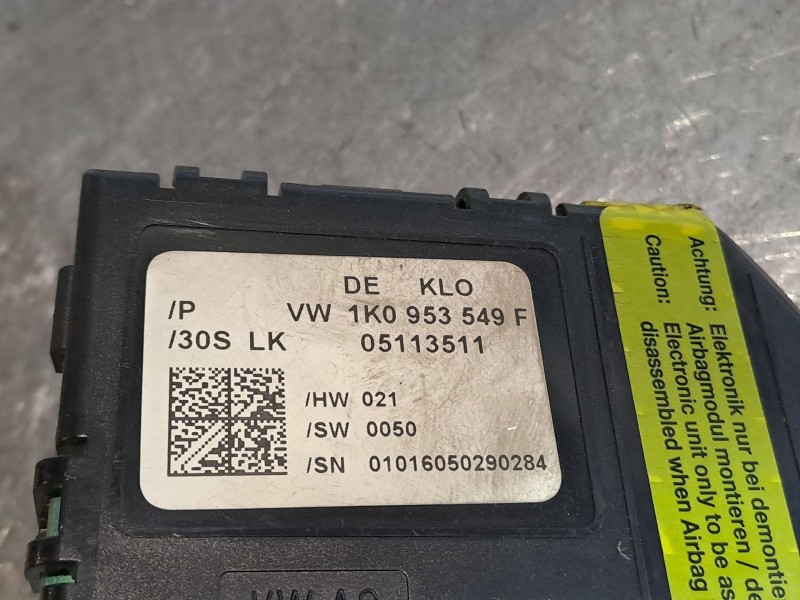 DE KLO
/P VW 1K0 953 549 F
/30S LK 05113511
/HW 021
/SW 0050
/SN 01016050290284
Achtung: Elektronik nur bei
Airbagmodul montieren / de
Caution: Electronic unit only to be as
disassembled when Airbag